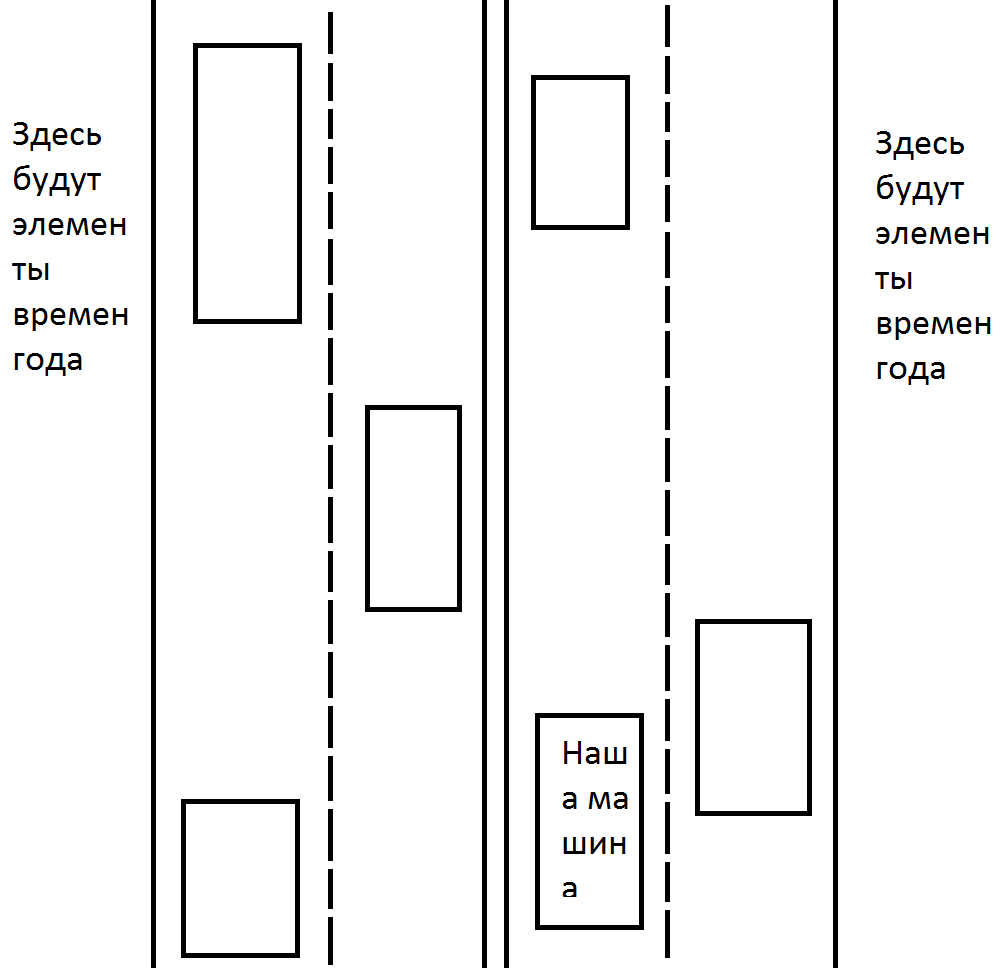 Здесь
будут
элемен
ты
времен
года
Здесь
будут
элемен
ты
времен
года
Наш
а ма
шин
а